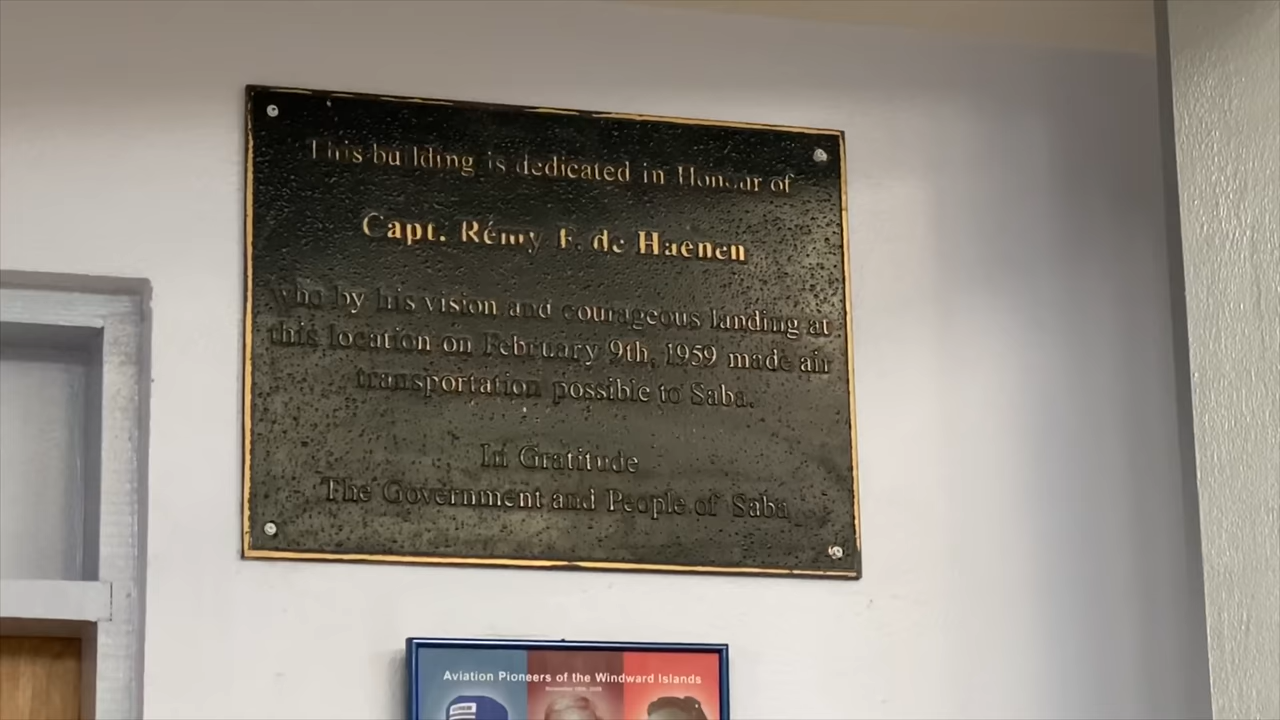 This building is dedicated in Honour of
Capt. Rémy F. de Haenen
who by his vision and courageous landing at
this location on February 9th, 1959 made air
transportation possible to Saba.
In Gratitude
The Government and People of Saba
Aviation Pioneers of the Windward Islands